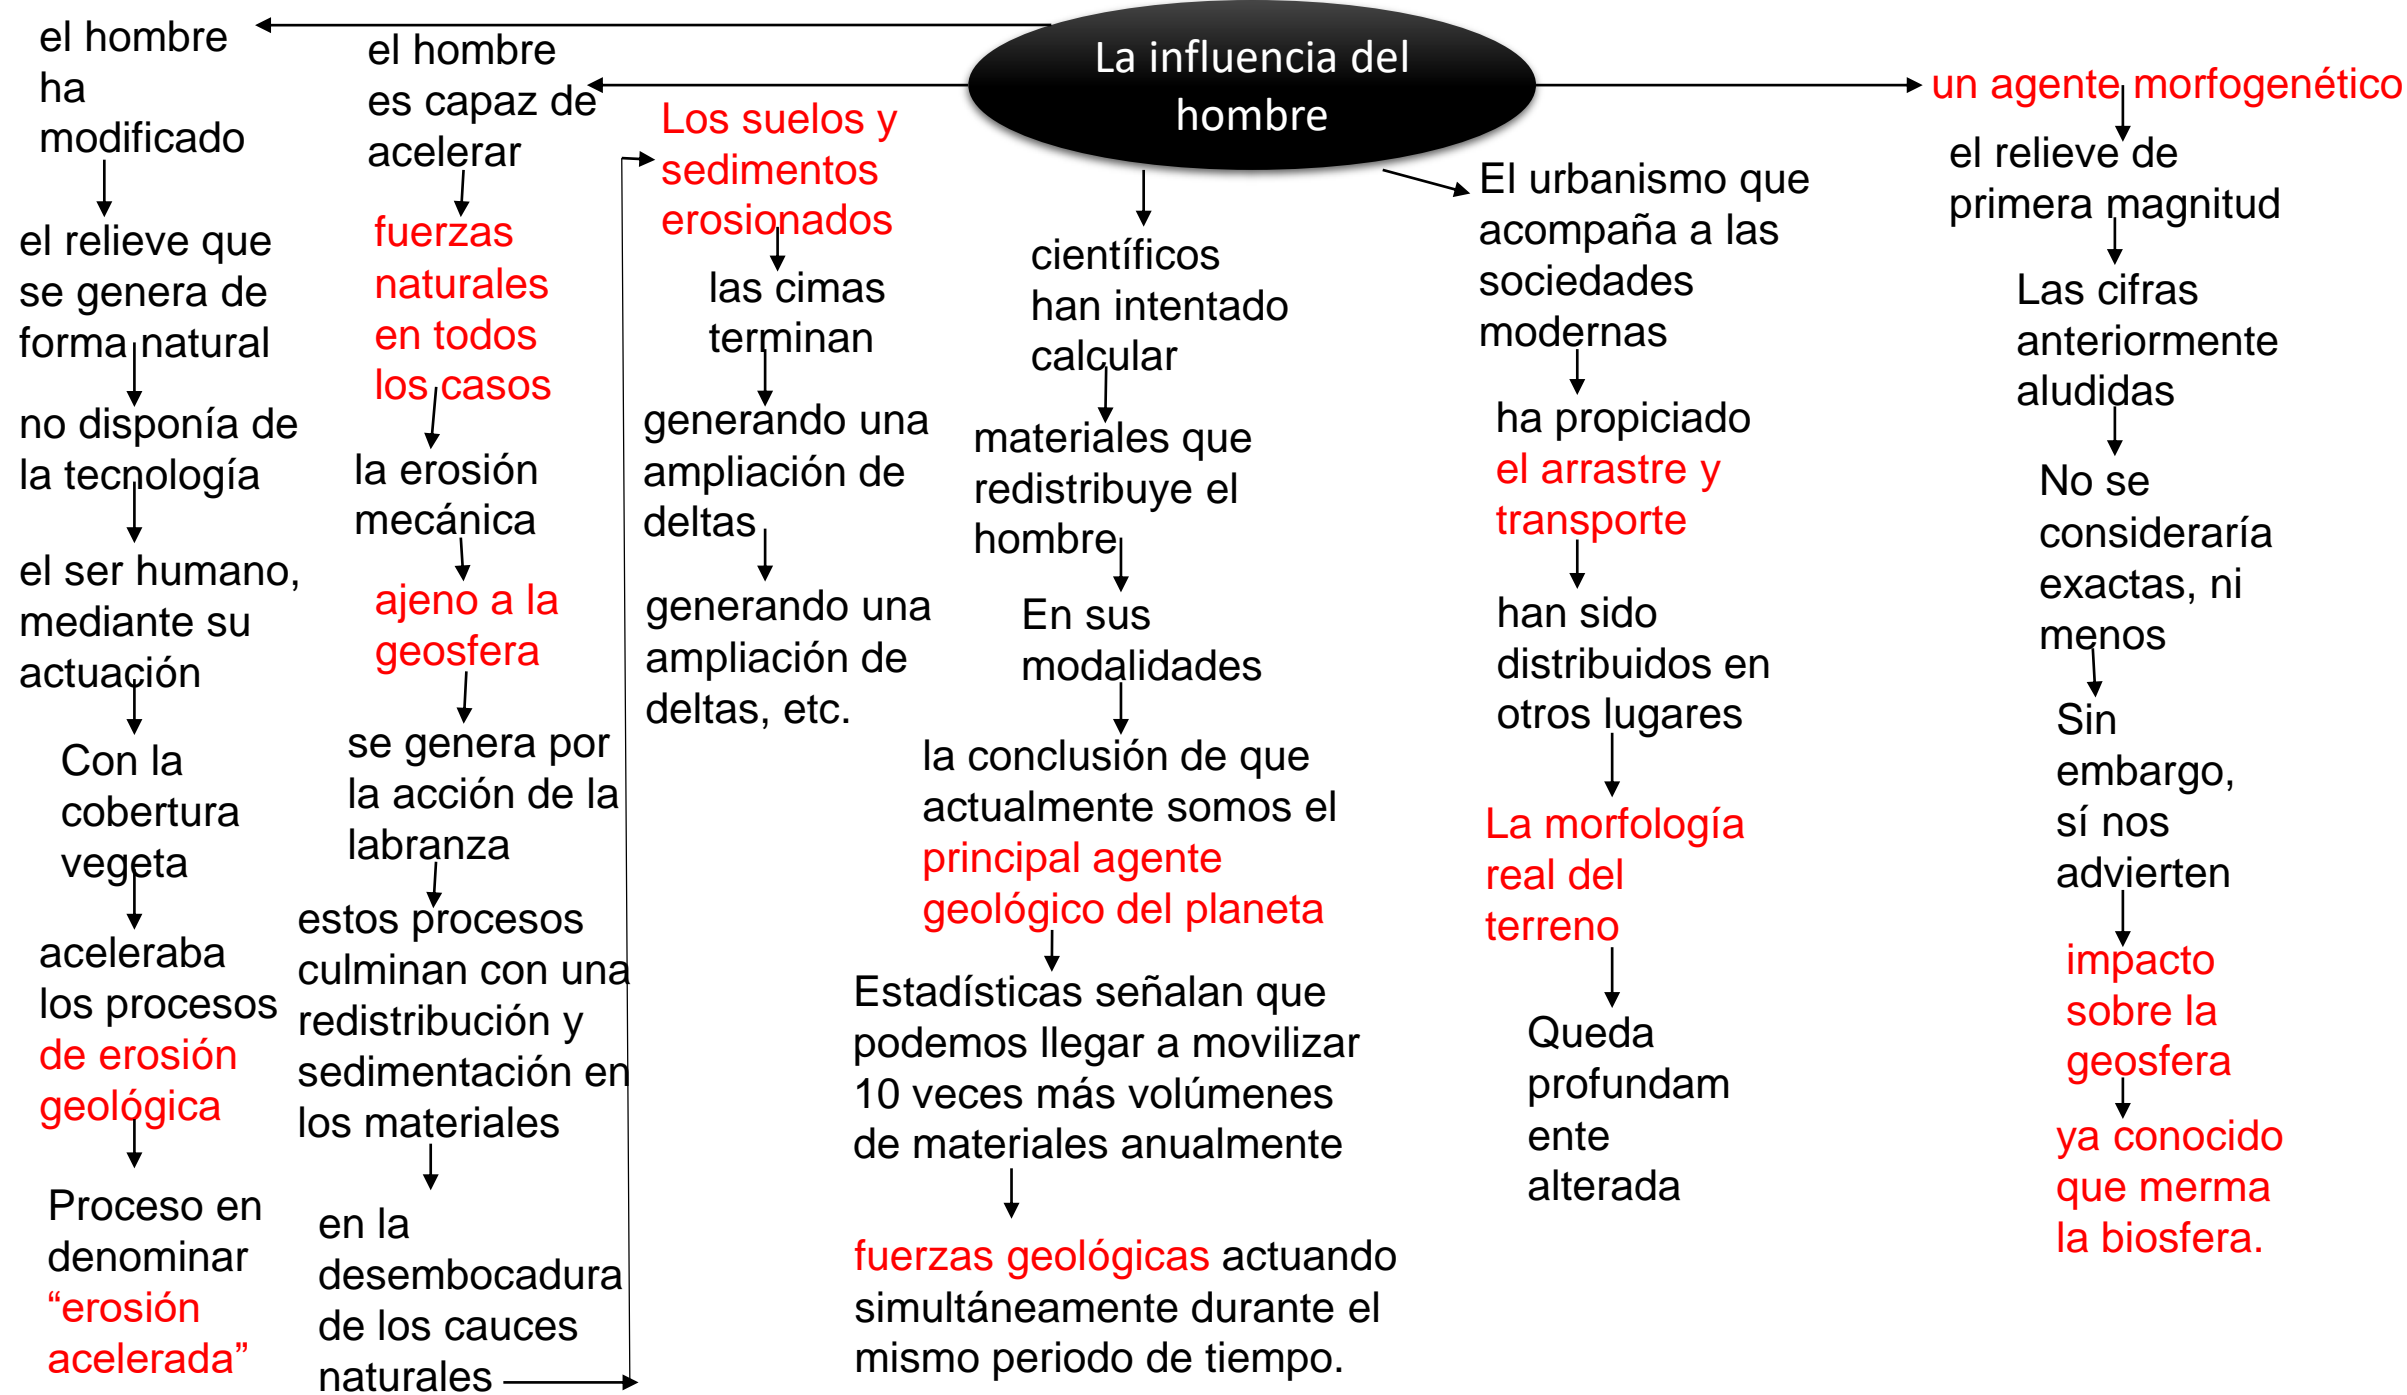 La influencia del
hombre
el hombre
ha
modificado
el relieve que
se genera de
forma natural
no disponía de
la tecnología
el ser humano,
mediante su
actuación
Con la
cobertura
vegeta
aceleraba
los procesos
de erosión
geológica
Proceso en
denominar
“erosión
acelerada”
el hombre
es capaz de
acelerar
fuerzas
naturales
en todos
los casos
la erosión
mecánica
ajeno a la
geosfera
se genera por
la acción de la
labranza
estos procesos
culminan con una
redistribución y
sedimentación en
los materiales
en la
desembocadura
de los cauces
naturales
Los suelos y
sedimentos
erosionados
las cimas
terminan
generando una
ampliación de
deltas
generando una
ampliación de
deltas, etc.
científicos
han intentado
calcular
materiales que
redistribuye el
hombre
En sus
modalidades
la conclusión de que
actualmente somos el
principal agente
geológico del planeta
Estadísticas señalan que
podemos llegar a movilizar
10 veces más volúmenes
de materiales anualmente
fuerzas geológicas actuando
simultáneamente durante el
mismo periodo de tiempo.
El urbanismo que
acompaña a las
sociedades
modernas
ha propiciado
el arrastre y
transporte
han sido
distribuidos en
otros lugares
La morfología
real del
terreno
Queda
profundam
ente
alterada
un agente morfogenético
el relieve de
primera magnitud
Las cifras
anteriormente
aludidas
No se
consideraría
exactas, ni
menos
Sin
embargo,
sí nos
advierten
impacto
sobre la
geosfera
ya conocido
que merma
la biosfera.